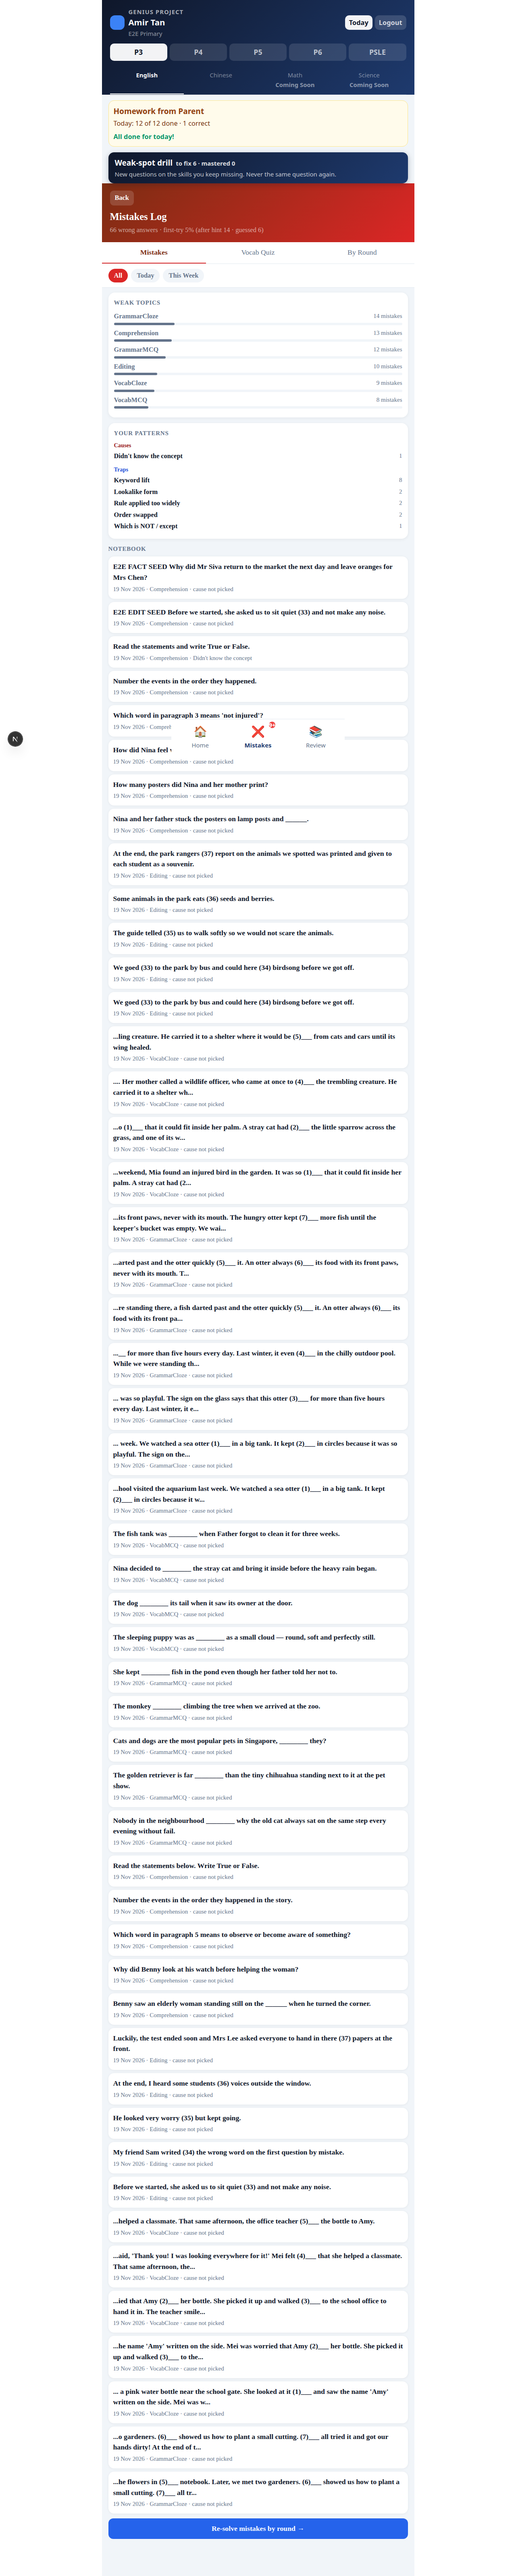 GENIUS PROJECT
Amir Tan
E2E Primary
Today
Logout
P3
P4
P5
P6
PSLE
English
Chinese
Math
Coming Soon
Science
Coming Soon
Homework from Parent
Today: 12 of 12 done · 1 correct
All done for today!
Weak-spot drill to fix 6 · mastered 0
New questions on the skills you keep missing. Never the same question again.
Back
Mistakes Log
66 wrong answers · first-try 5% (after hint 14 · guessed 6)
Mistakes
Vocab Quiz
By Round
All
Today
This Week
WEAK TOPICS
GrammarCloze 14 mistakes
Comprehension 13 mistakes
GrammarMCQ 12 mistakes
Editing 10 mistakes
VocabCloze 9 mistakes
VocabMCQ 8 mistakes
YOUR PATTERNS
Causes
Didn't know the concept 1
Traps
Keyword lift 8
Lookalike form 2
Rule applied too widely 2
Order swapped 2
Which is NOT / except 1
NOTEBOOK
E2E FACT SEED Why did Mr Siva return to the market the next day and leave oranges for
Mrs Chen?
19 Nov 2026 · Comprehension · cause not picked
E2E EDIT SEED Before we started, she asked us to sit quiet (33) and not make any noise.
19 Nov 2026 · Comprehension · cause not picked
Read the statements and write True or False.
19 Nov 2026 · Comprehension · Didn't know the concept
Number the events in the order they happened.
19 Nov 2026 · Comprehension · cause not picked
Which word in paragraph 3 means 'not injured'?
19 Nov 2026 · Compre
Home
Mistakes
Review
N
How did Nina feel
19 Nov 2026 · Comprehension · cause not picked
How many posters did Nina and her mother print?
19 Nov 2026 · Comprehension · cause not picked
Nina and her father stuck the posters on lamp posts and ______.
19 Nov 2026 · Comprehension · cause not picked
At the end, the park rangers (37) report on the animals we spotted was printed and given to
each student as a souvenir.
19 Nov 2026 · Editing · cause not picked
Some animals in the park eats (36) seeds and berries.
19 Nov 2026 · Editing · cause not picked
The guide telled (35) us to walk softly so we would not scare the animals.
19 Nov 2026 · Editing · cause not picked
We goed (33) to the park by bus and could here (34) birdsong before we got off.
19 Nov 2026 · Editing · cause not picked
We goed (33) to the park by bus and could here (34) birdsong before we got off.
19 Nov 2026 · Editing · cause not picked
...ling creature. He carried it to a shelter where it would be (5)___ from cats and cars until its
wing healed.
19 Nov 2026 · VocabCloze · cause not picked
.... Her mother called a wildlife officer, who came at once to (4)___ the trembling creature. He
carried it to a shelter wh...
19 Nov 2026 · VocabCloze · cause not picked
...o (1)___ that it could fit inside her palm. A stray cat had (2)___ the little sparrow across the
grass, and one of its w...
19 Nov 2026 · VocabCloze · cause not picked
...weekend, Mia found an injured bird in the garden. It was so (1)___ that it could fit inside her
palm. A stray cat had (2...
19 Nov 2026 · VocabCloze · cause not picked
...its front paws, never with its mouth. The hungry otter kept (7)___ more fish until the
keeper's bucket was empty. We wai...
19 Nov 2026 · GrammarCloze · cause not picked
...arted past and the otter quickly (5)___ it. An otter always (6)___ its food with its front paws,
never with its mouth. T...
19 Nov 2026 · GrammarCloze · cause not picked
...re standing there, a fish darted past and the otter quickly (5)___ it. An otter always (6)___ its
food with its front pa...
19 Nov 2026 · GrammarCloze · cause not picked
...__ for more than five hours every day. Last winter, it even (4)___ in the chilly outdoor pool.
While we were standing th...
19 Nov 2026 · GrammarCloze · cause not picked
... was so playful. The sign on the glass says that this otter (3)___ for more than five hours
every day. Last winter, it e...
19 Nov 2026 · GrammarCloze · cause not picked
... week. We watched a sea otter (1)___ in a big tank. It kept (2)___ in circles because it was so
playful. The sign on the...
19 Nov 2026 · GrammarCloze · cause not picked
...hool visited the aquarium last week. We watched a sea otter (1)___ in a big tank. It kept
(2)___ in circles because it w...
19 Nov 2026 · GrammarCloze · cause not picked
The fish tank was ________ when Father forgot to clean it for three weeks.
19 Nov 2026 · VocabMCQ · cause not picked
Nina decided to ________ the stray cat and bring it inside before the heavy rain began.
19 Nov 2026 · VocabMCQ · cause not picked
The dog ________ its tail when it saw its owner at the door.
19 Nov 2026 · VocabMCQ · cause not picked
The sleeping puppy was as ________ as a small cloud — round, soft and perfectly still.
19 Nov 2026 · VocabMCQ · cause not picked
She kept ________ fish in the pond even though her father told her not to.
19 Nov 2026 · GrammarMCQ · cause not picked
The monkey ________ climbing the tree when we arrived at the zoo.
19 Nov 2026 · GrammarMCQ · cause not picked
Cats and dogs are the most popular pets in Singapore, ________ they?
19 Nov 2026 · GrammarMCQ · cause not picked
The golden retriever is far ________ than the tiny chihuahua standing next to it at the pet
show.
19 Nov 2026 · GrammarMCQ · cause not picked
Nobody in the neighbourhood ________ why the old cat always sat on the same step every
evening without fail.
19 Nov 2026 · GrammarMCQ · cause not picked
Read the statements below. Write True or False.
19 Nov 2026 · Comprehension · cause not picked
Number the events in the order they happened in the story.
19 Nov 2026 · Comprehension · cause not picked
Which word in paragraph 5 means to observe or become aware of something?
19 Nov 2026 · Comprehension · cause not picked
Why did Benny look at his watch before helping the woman?
19 Nov 2026 · Comprehension · cause not picked
Benny saw an elderly woman standing still on the ______ when he turned the corner.
19 Nov 2026 · Comprehension · cause not picked
Luckily, the test ended soon and Mrs Lee asked everyone to hand in there (37) papers at the
front.
19 Nov 2026 · Editing · cause not picked
At the end, I heard some students (36) voices outside the window.
19 Nov 2026 · Editing · cause not picked
He looked very worry (35) but kept going.
19 Nov 2026 · Editing · cause not picked
My friend Sam writed (34) the wrong word on the first question by mistake.
19 Nov 2026 · Editing · cause not picked
Before we started, she asked us to sit quiet (33) and not make any noise.
19 Nov 2026 · Editing · cause not picked
...helped a classmate. That same afternoon, the office teacher (5)___ the bottle to Amy.
19 Nov 2026 · VocabCloze · cause not picked
...aid, 'Thank you! I was looking everywhere for it!' Mei felt (4)___ that she helped a classmate.
That same afternoon, the...
19 Nov 2026 · VocabCloze · cause not picked
...ied that Amy (2)___ her bottle. She picked it up and walked (3)___ to the school office to
hand it in. The teacher smile...
19 Nov 2026 · VocabCloze · cause not picked
...he name 'Amy' written on the side. Mei was worried that Amy (2)___ her bottle. She picked it
up and walked (3)___ to the...
19 Nov 2026 · VocabCloze · cause not picked
... a pink water bottle near the school gate. She looked at it (1)___ and saw the name 'Amy'
written on the side. Mei was w...
19 Nov 2026 · VocabCloze · cause not picked
...o gardeners. (6)___ showed us how to plant a small cutting. (7)___ all tried it and got our
hands dirty! At the end of t...
19 Nov 2026 · GrammarCloze · cause not picked
...he flowers in (5)___ notebook. Later, we met two gardeners. (6)___ showed us how to plant a
small cutting. (7)___ all tr...
19 Nov 2026 · GrammarCloze · cause not picked
Re-solve mistakes by round →